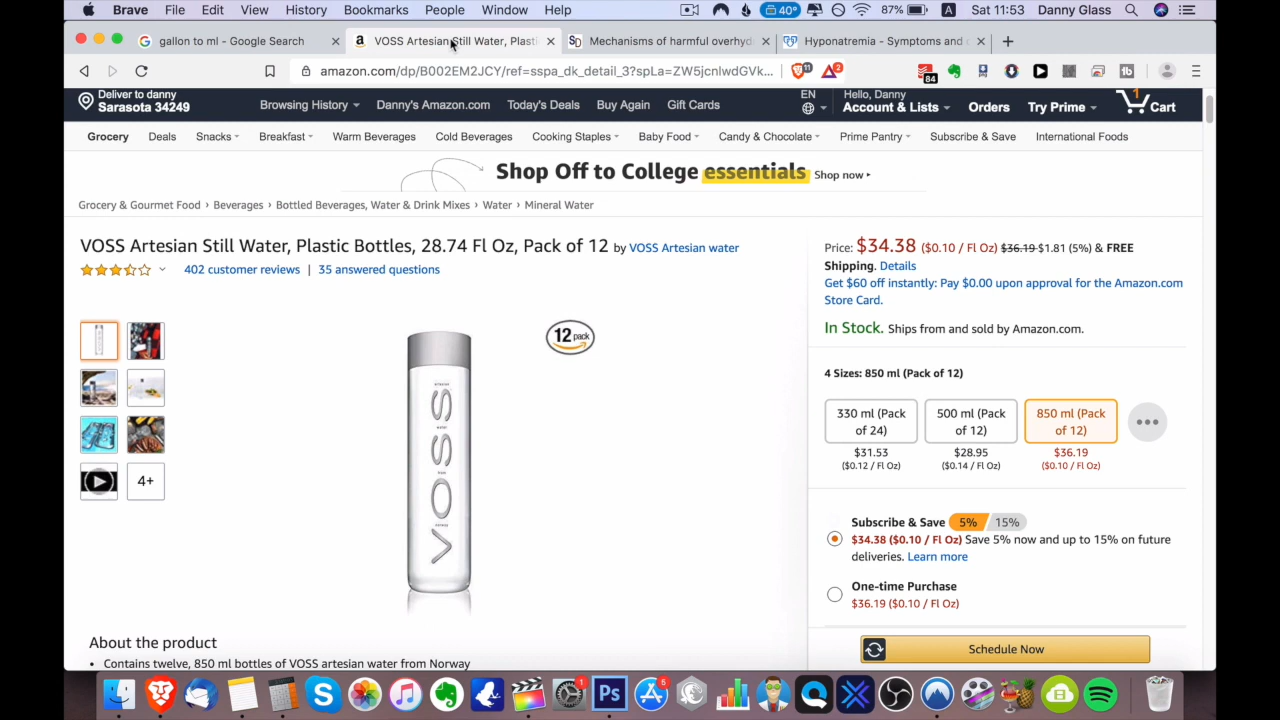 Brave File Edit View History Bookmarks People Window Help 40° 87% A Sat 11:53 Danny Glass
gallon to ml - Google Search
VOSS Artesian Still Water, Plasti
Mechanisms of harmful overhyd
Hyponatremia - Symptoms and c
amazon.com/dp/B002EM2JCY/ref=sspa_dk_detail_3?spLa=ZW5jcnlwdGVk...
11
2
84
Deliver to danny
Sarasota 34249
Browsing History Danny's Amazon.com Today's Deals Buy Again Gift Cards
EN
Hello, Danny
Account & Lists Orders Try Prime
1
Cart
Grocery Deals Snacks Breakfast Warm Beverages Cold Beverages Cooking Staples Baby Food Candy & Chocolate Prime Pantry Subscribe & Save International Foods
Shop Off to College essentials Shop now
Grocery & Gourmet Food › Beverages › Bottled Beverages, Water & Drink Mixes › Water › Mineral Water
VOSS Artesian Still Water, Plastic Bottles, 28.74 Fl Oz, Pack of 12 by VOSS Artesian water
402 customer reviews | 35 answered questions
12 pack
VOSS
4+
About the product
• Contains twelve, 850 ml bottles of VOSS artesian water from Norway
Price: $34.38 ($0.10 / Fl Oz) $36.19 $1.81 (5%) & FREE
Shipping. Details
Get $60 off instantly: Pay $0.00 upon approval for the Amazon.com
Store Card.
In Stock. Ships from and sold by Amazon.com.
4 Sizes: 850 ml (Pack of 12)
330 ml (Pack
of 24)
$31.53
($0.12 / Fl Oz)
500 ml (Pack
of 12)
$28.95
($0.14 / Fl Oz)
850 ml (Pack
of 12)
$36.19
($0.10 / Fl Oz)
Subscribe & Save 5% 15%
$34.38 ($0.10 / Fl Oz) Save 5% now and up to 15% on future
deliveries. Learn more
One-time Purchase
$36.19 ($0.10 / Fl Oz)
Schedule Now
1
Ps
6